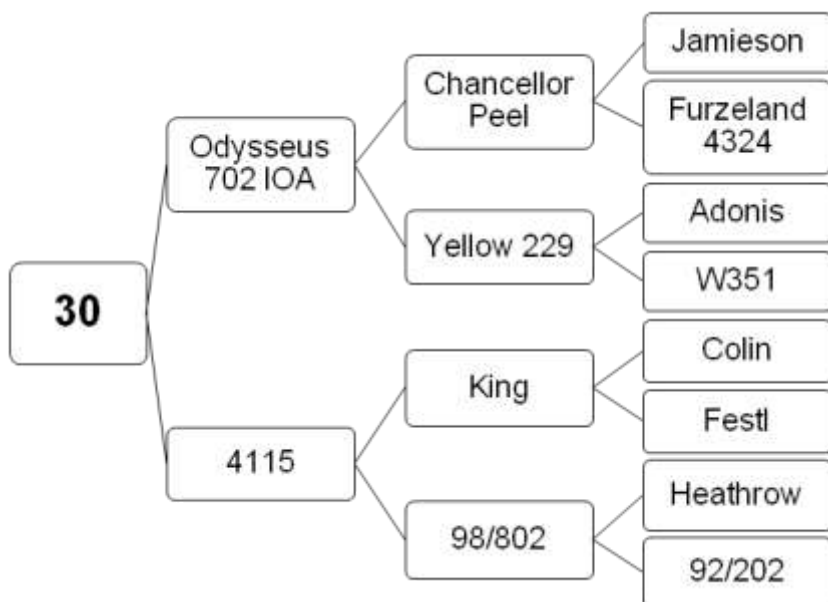 Jamieson
Chancellor
Peel
Furzeland
4324
Odysseus
702 IOA
Adonis
Yellow 229
W351
30
Colin
King
Festl
4115
Heathrow
98/802
92/202